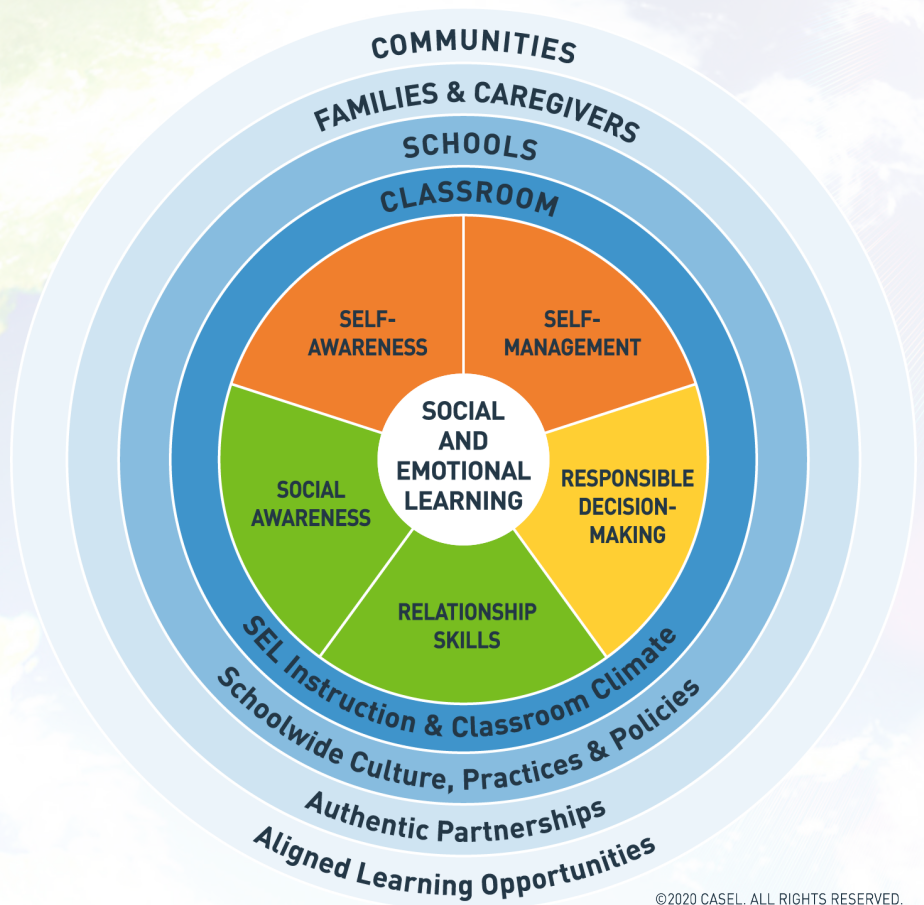 COMMUNITIES
FAMILIES & CAREGIVERS
SCHOOLS
CLASSROOM
SELF-
AWARENESS
SELF-
MANAGEMENT
SOCIAL
AND
EMOTIONAL
LEARNING
SOCIAL
AWARENESS
RESPONSIBLE
DECISION-
MAKING
RELATIONSHIP
SKILLS
SEL Instruction & Classroom Climate
Schoolwide Culture, Practices & Policies
Authentic Partnerships
Aligned Learning Opportunities
©2020 CASEL. ALL RIGHTS RESERVED.